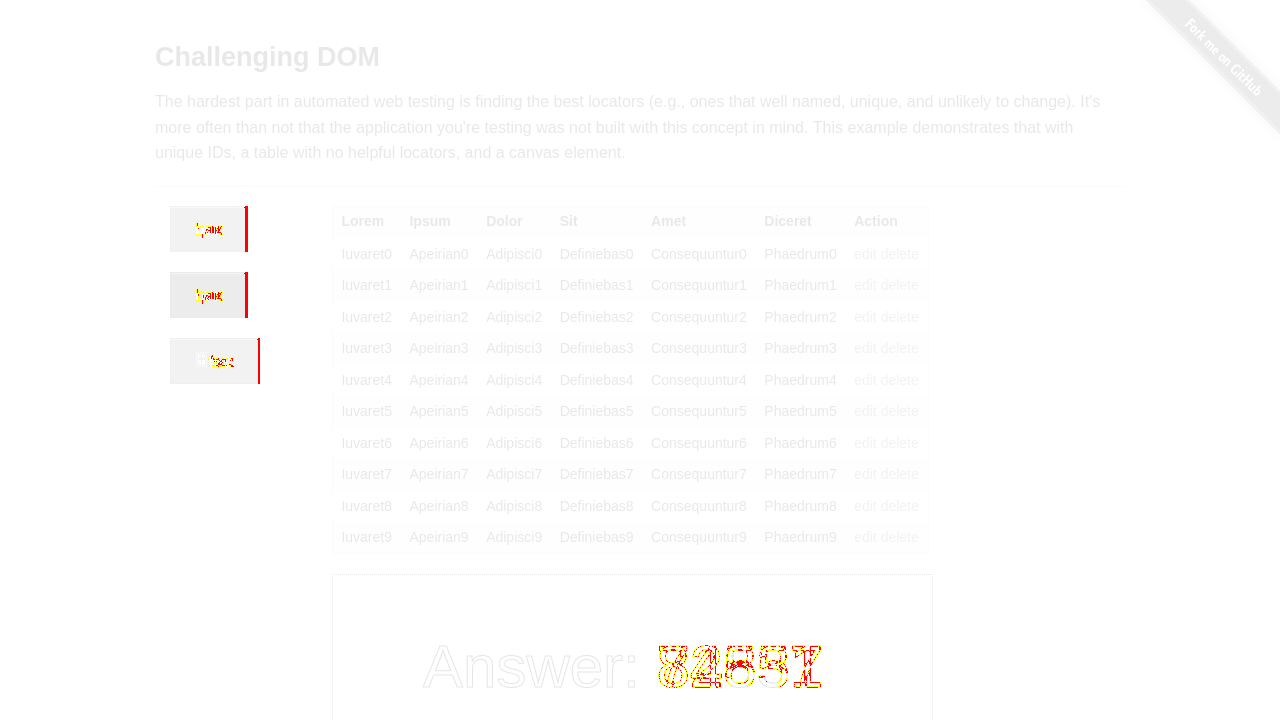 Fork me on GitHub
Challenging DOM
The hardest part in automated web testing is finding the best locators (e.g., ones that well named, unique, and unlikely to change). It's
more often than not that the application you're testing was not built with this concept in mind. This example demonstrates that with
unique IDs, a table with no helpful locators, and a canvas element.
Lorem Ipsum Dolor Sit Amet Diceret Action
Iuvaret0 Apeirian0 Adipisci0 Definiebas0 Consequuntur0 Phaedrum0 edit delete
Iuvaret1 Apeirian1 Adipisci1 Definiebas1 Consequuntur1 Phaedrum1 edit delete
Iuvaret2 Apeirian2 Adipisci2 Definiebas2 Consequuntur2 Phaedrum2 edit delete
Iuvaret3 Apeirian3 Adipisci3 Definiebas3 Consequuntur3 Phaedrum3 edit delete
Iuvaret4 Apeirian4 Adipisci4 Definiebas4 Consequuntur4 Phaedrum4 edit delete
Iuvaret5 Apeirian5 Adipisci5 Definiebas5 Consequuntur5 Phaedrum5 edit delete
Iuvaret6 Apeirian6 Adipisci6 Definiebas6 Consequuntur6 Phaedrum6 edit delete
Iuvaret7 Apeirian7 Adipisci7 Definiebas7 Consequuntur7 Phaedrum7 edit delete
Iuvaret8 Apeirian8 Adipisci8 Definiebas8 Consequuntur8 Phaedrum8 edit delete
Iuvaret9 Apeirian9 Adipisci9 Definiebas9 Consequuntur9 Phaedrum9 edit delete
Answer: